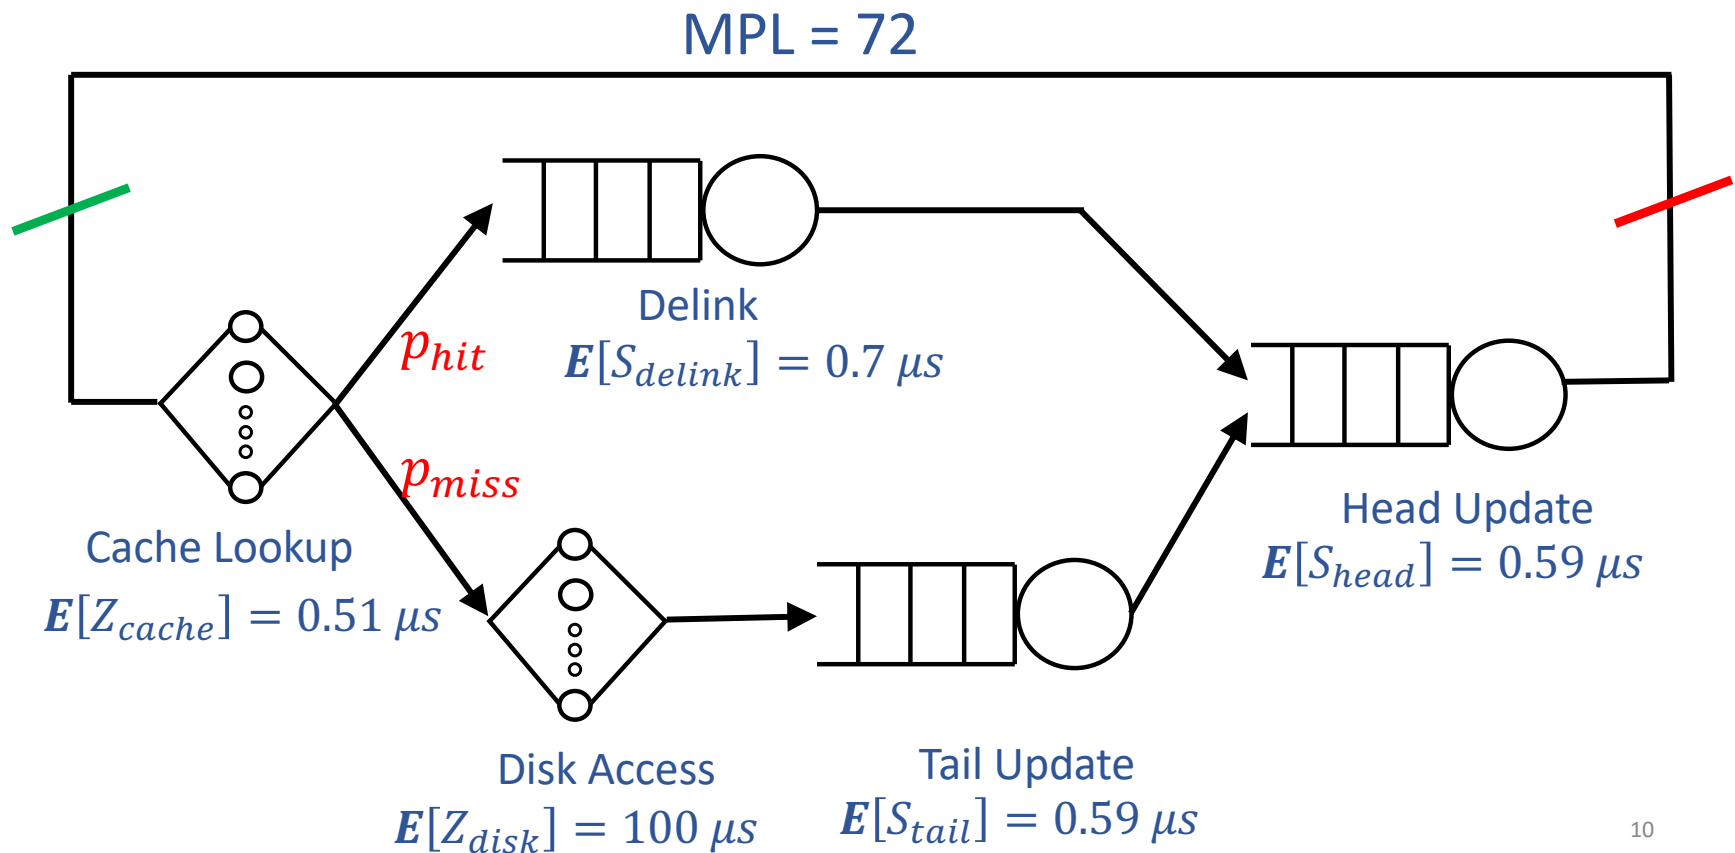 MPL = 72
Delink
E[S_delink] = 0.7 μs
p_hit
p_miss
Cache Lookup
E[Z_cache] = 0.51 μs
Head Update
E[S_head] = 0.59 μs
Disk Access
E[Z_disk] = 100 μs
Tail Update
E[S_tail] = 0.59 μs
10